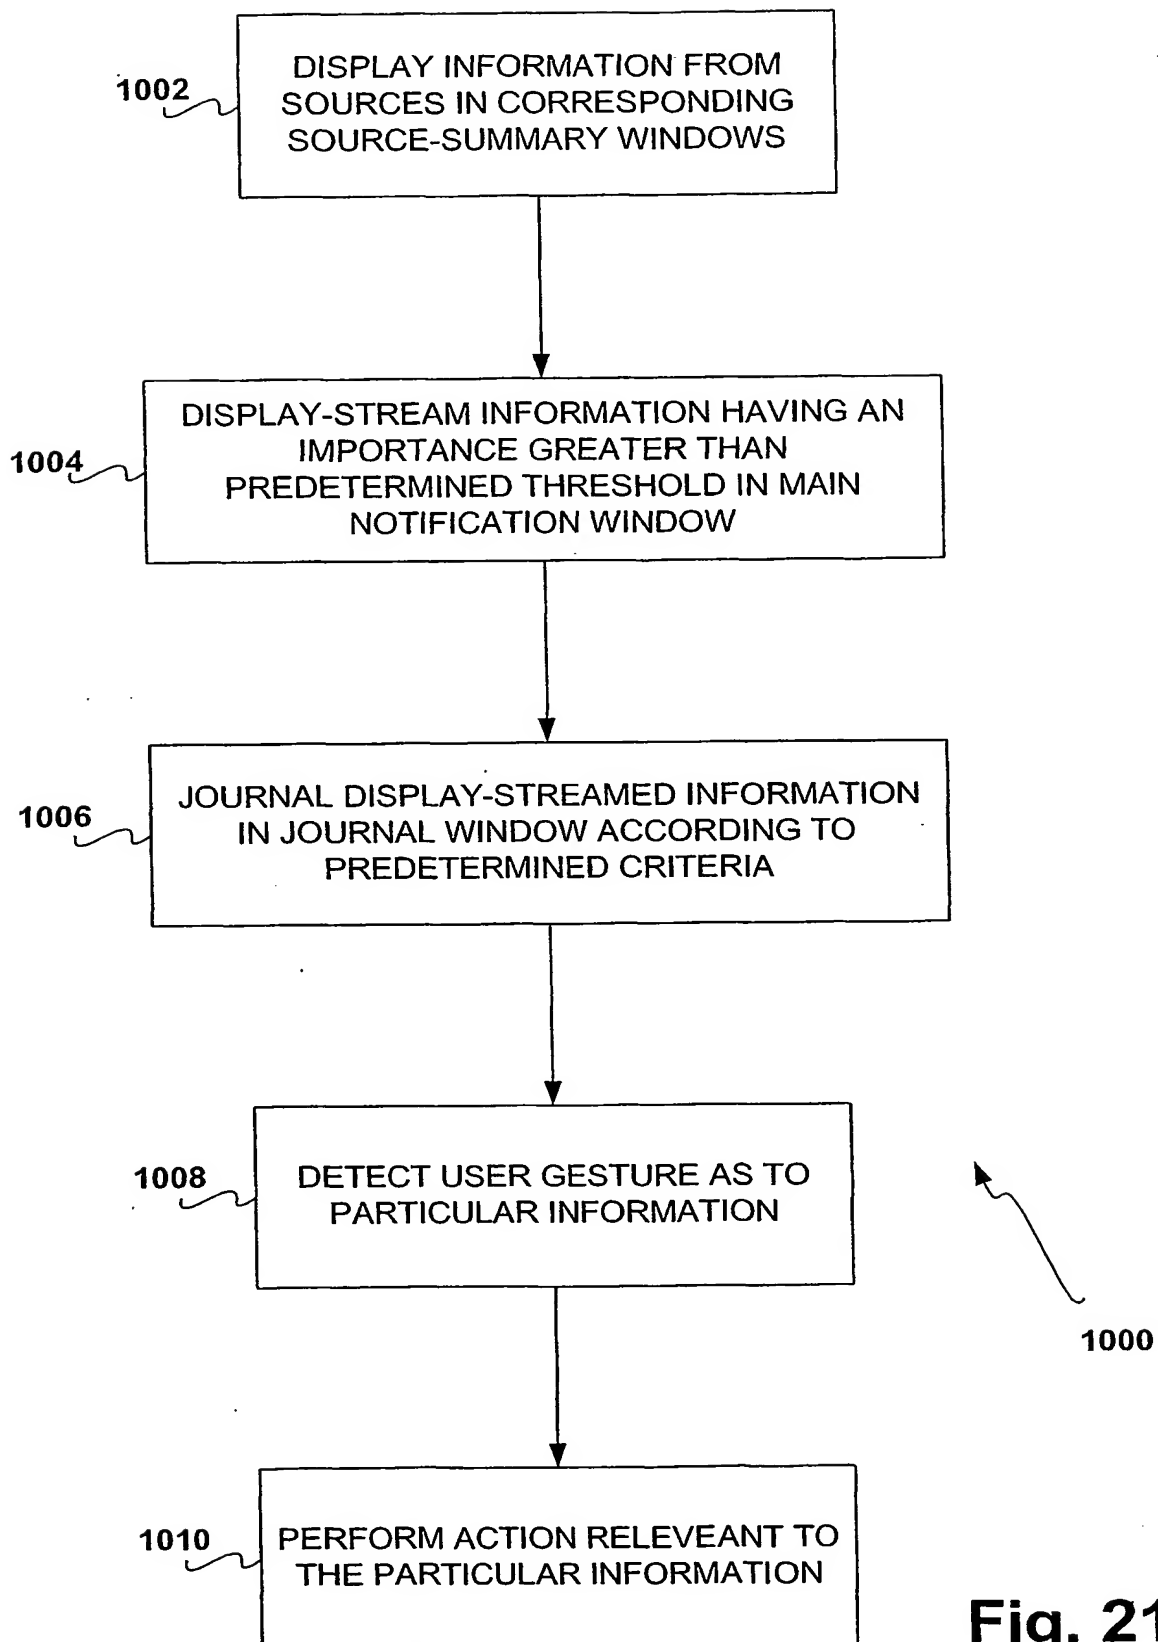 1002
DISPLAY INFORMATION FROM
SOURCES IN CORRESPONDING
SOURCE-SUMMARY WINDOWS
1004
DISPLAY-STREAM INFORMATION HAVING AN
IMPORTANCE GREATER THAN
PREDETERMINED THRESHOLD IN MAIN
NOTIFICATION WINDOW
1006
JOURNAL DISPLAY-STREAMED INFORMATION
IN JOURNAL WINDOW ACCORDING TO
PREDETERMINED CRITERIA
1008
DETECT USER GESTURE AS TO
PARTICULAR INFORMATION
1000
1010
PERFORM ACTION RELEVEANT TO
THE PARTICULAR INFORMATION
Fig. 21